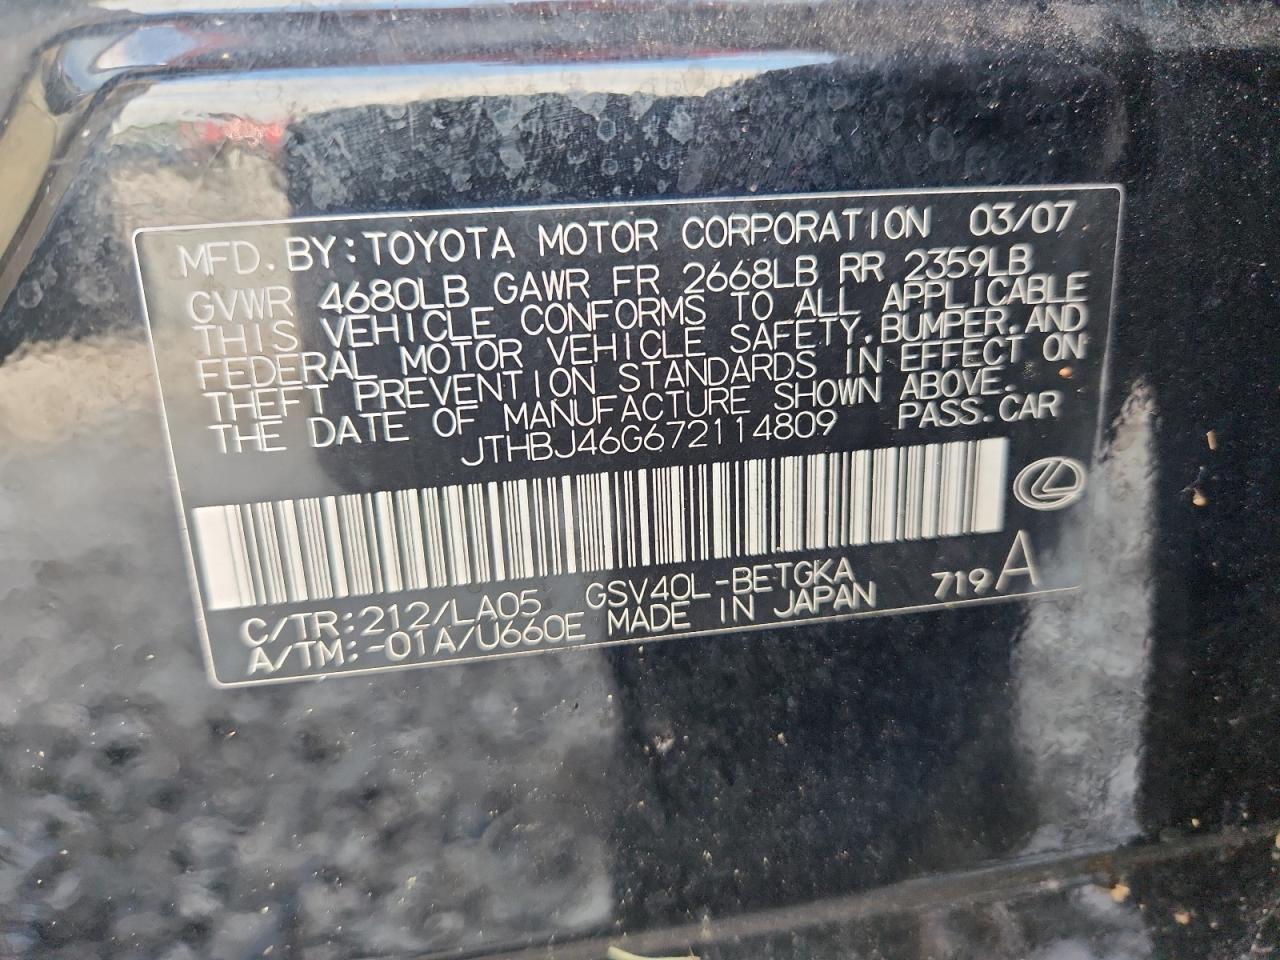 MFD. BY: TOYOTA MOTOR CORPORATION 03/07
GVWR 4680LB GAWR FR 2668LB RR 2359LB
THIS VEHICLE CONFORMS TO ALL APPLICABLE
FEDERAL MOTOR VEHICLE SAFETY, BUMPER, AND
THEFT PREVENTION STANDARDS IN EFFECT ON
THE DATE OF MANUFACTURE SHOWN ABOVE.
JTHBJ46G672114809 PASS. CAR
C/TR: 212/LA05 GSV40L-BETGKA 719A
A/TM: -01A/U660E MADE IN JAPAN